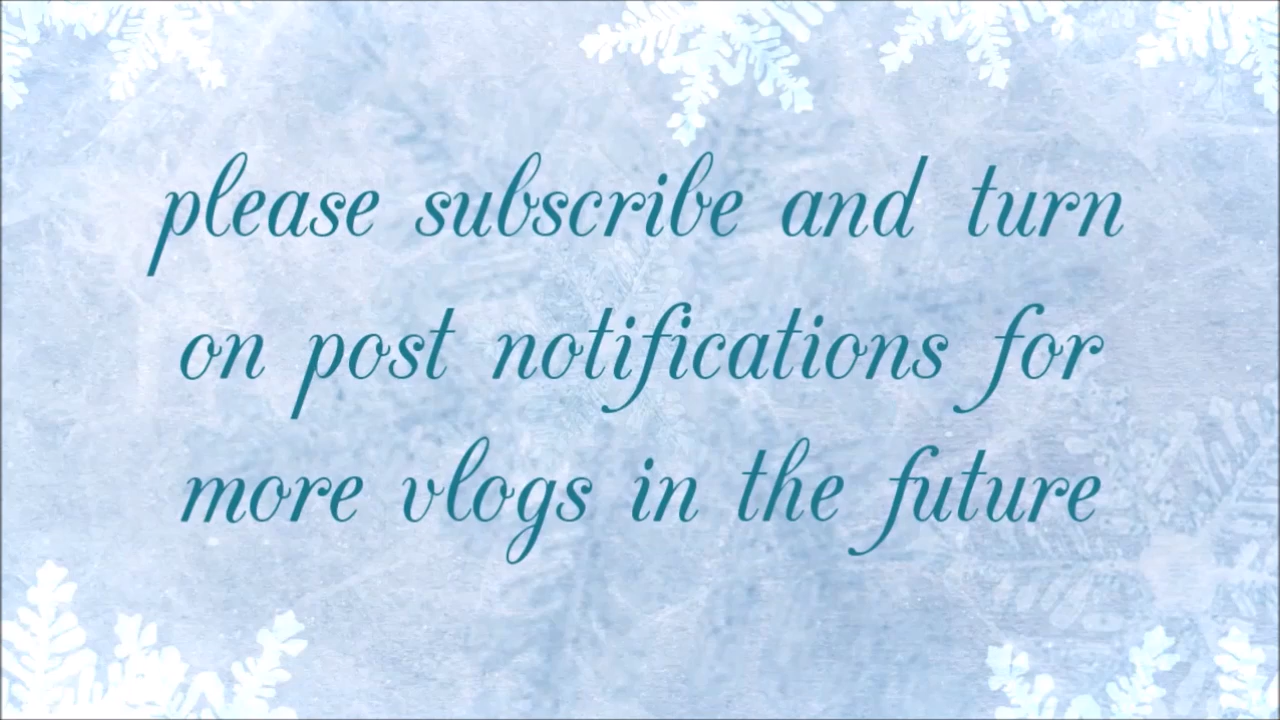 please subscribe and turn
on post notifications for
more vlogs in the future